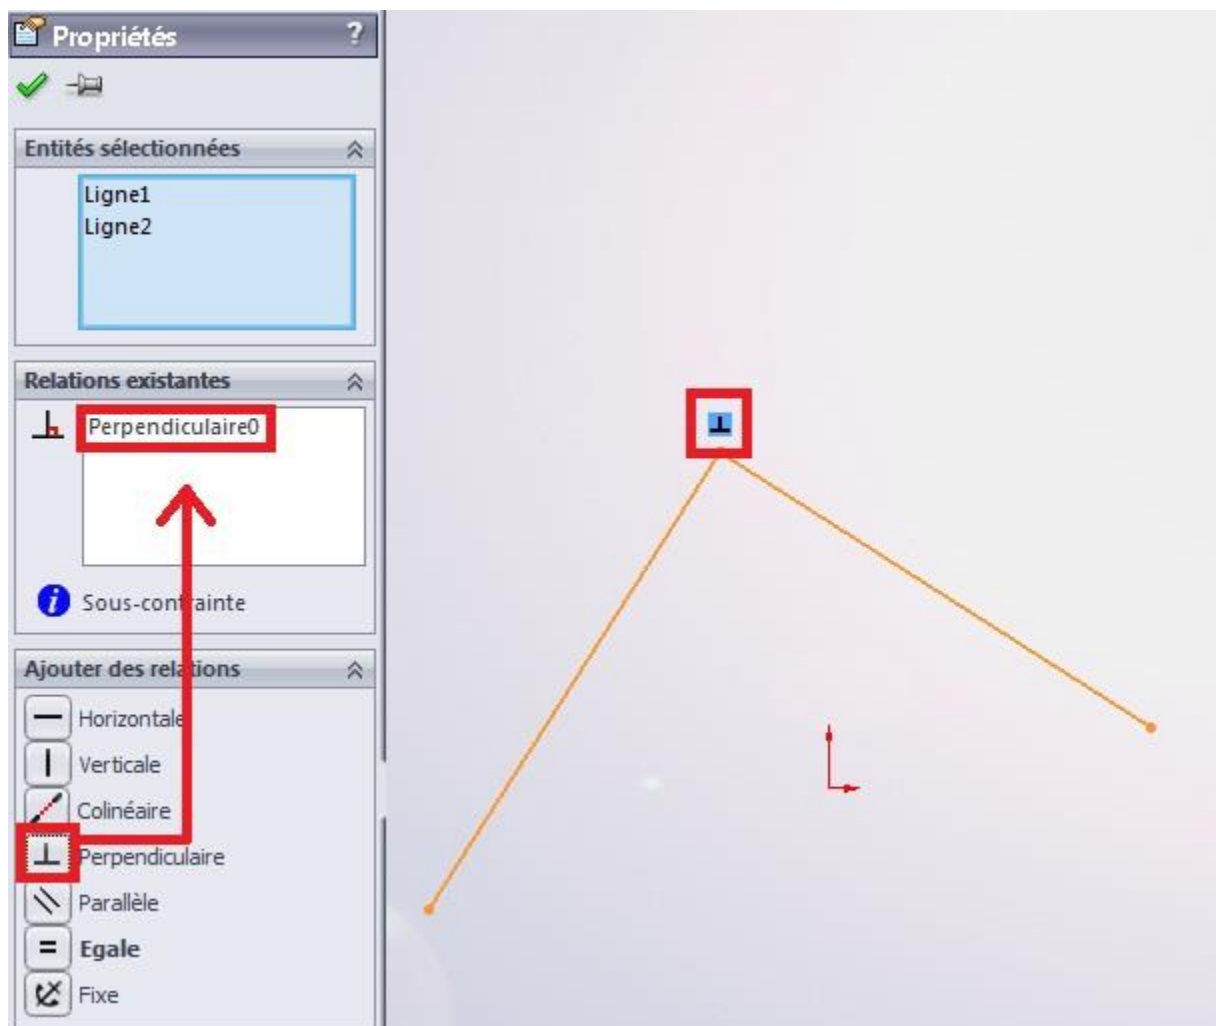 Propriétés ?
Entités sélectionnées
Ligne1
Ligne2
Relations existantes
Perpendiculaire0
Sous-contrainte
Ajouter des relations
Horizontale
Verticale
Colinéaire
Perpendiculaire
Parallèle
Egale
Fixe